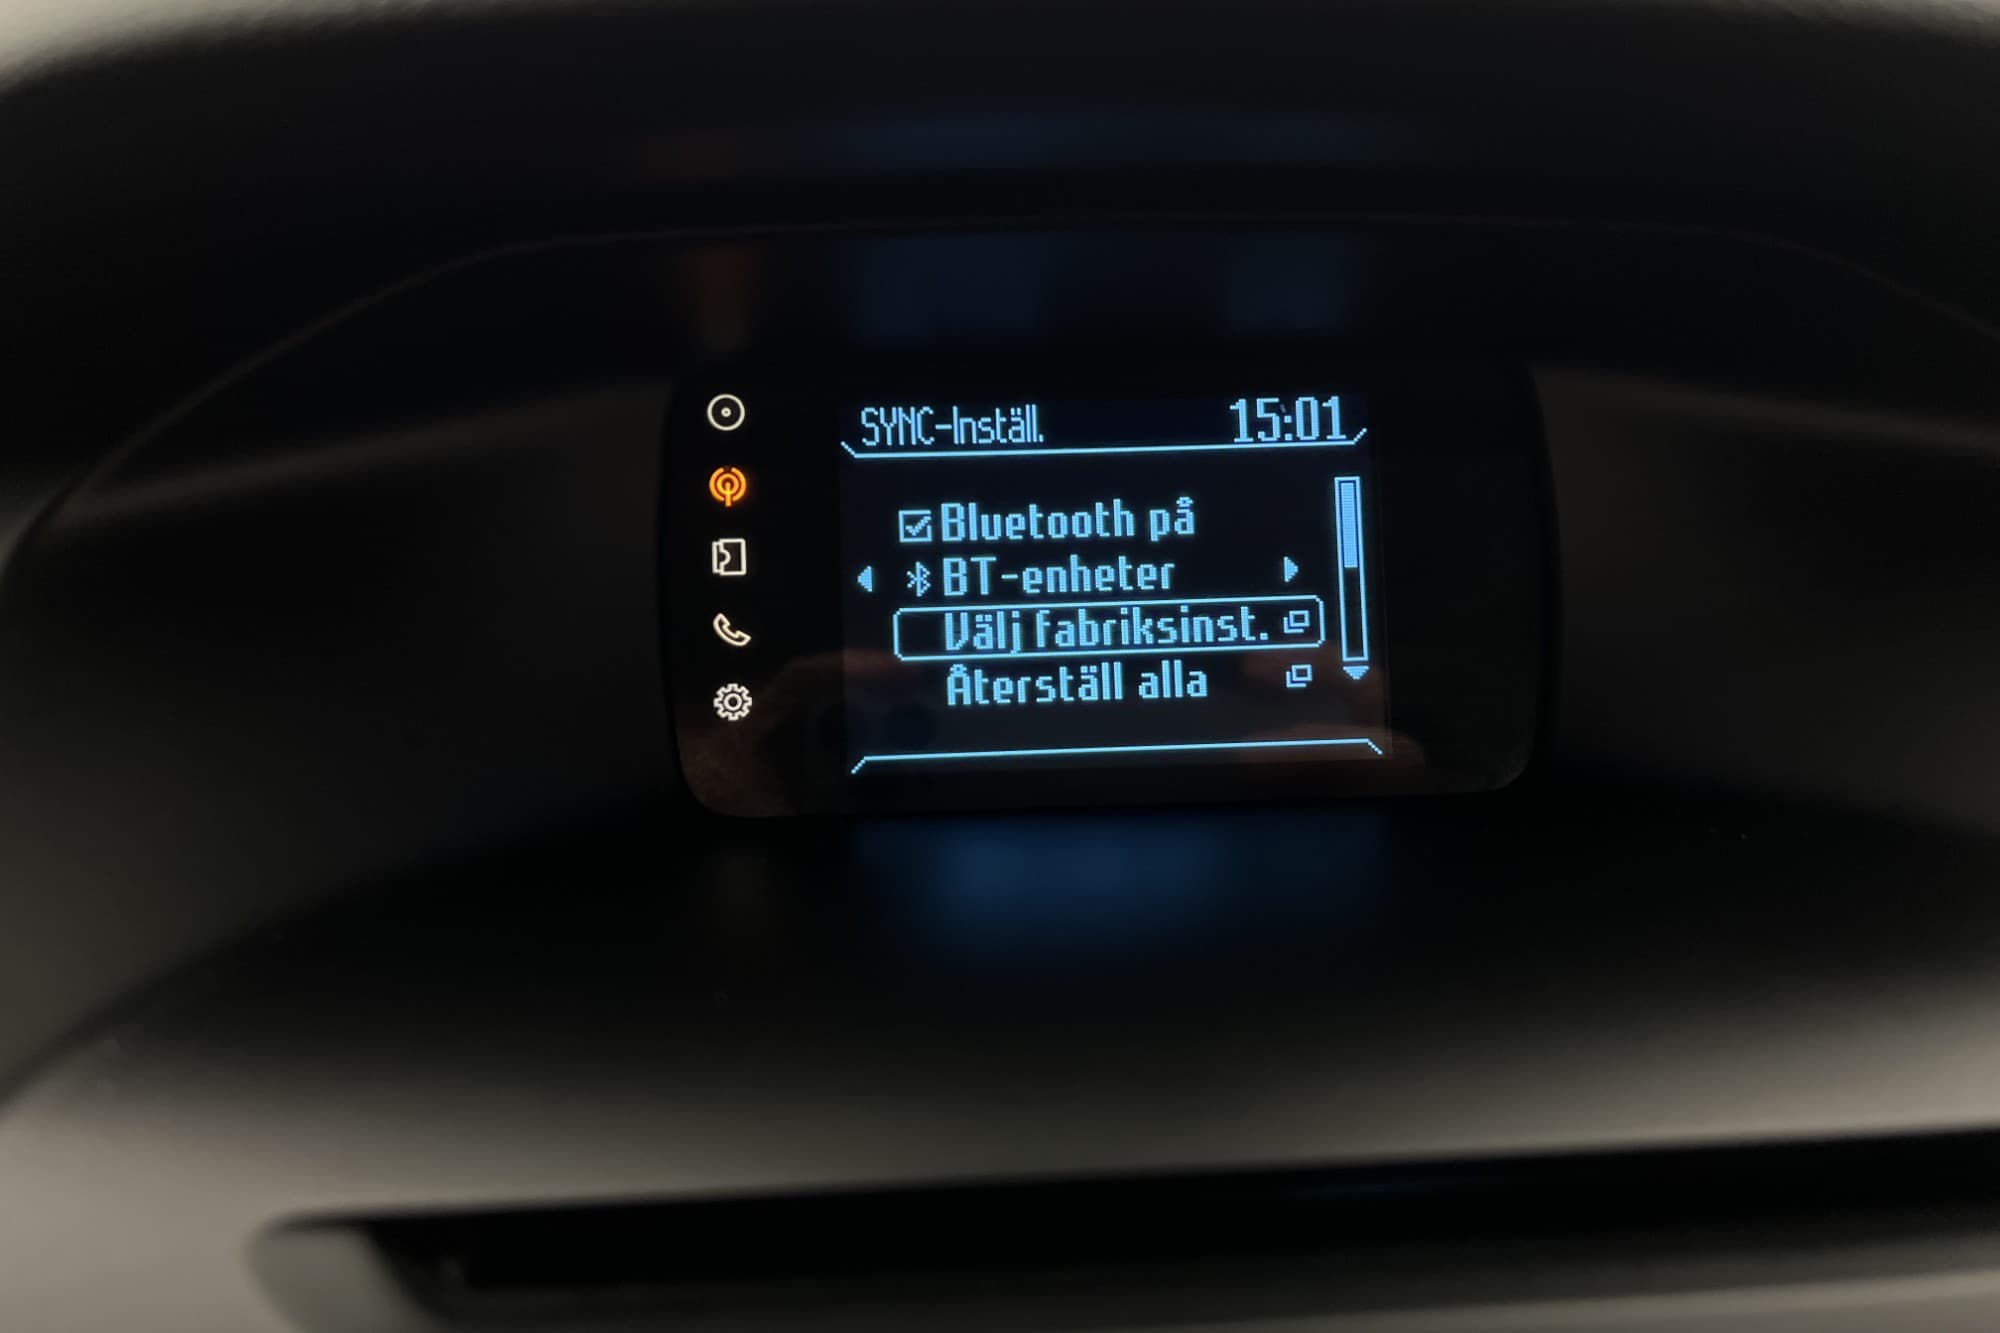 SYNC-Inställ. 15:01
Bluetooth på
BT-enheter
Välj fabriksinst.
Återställ alla